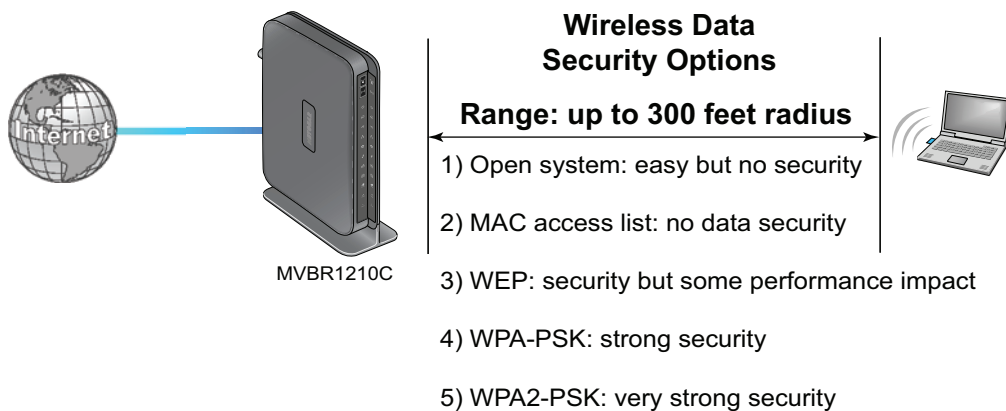 Wireless Data
Security Options
Range: up to 300 feet radius
Internet
1) Open system: easy but no security
2) MAC access list: no data security
MVBR1210C
3) WEP: security but some performance impact
4) WPA-PSK: strong security
5) WPA2-PSK: very strong security